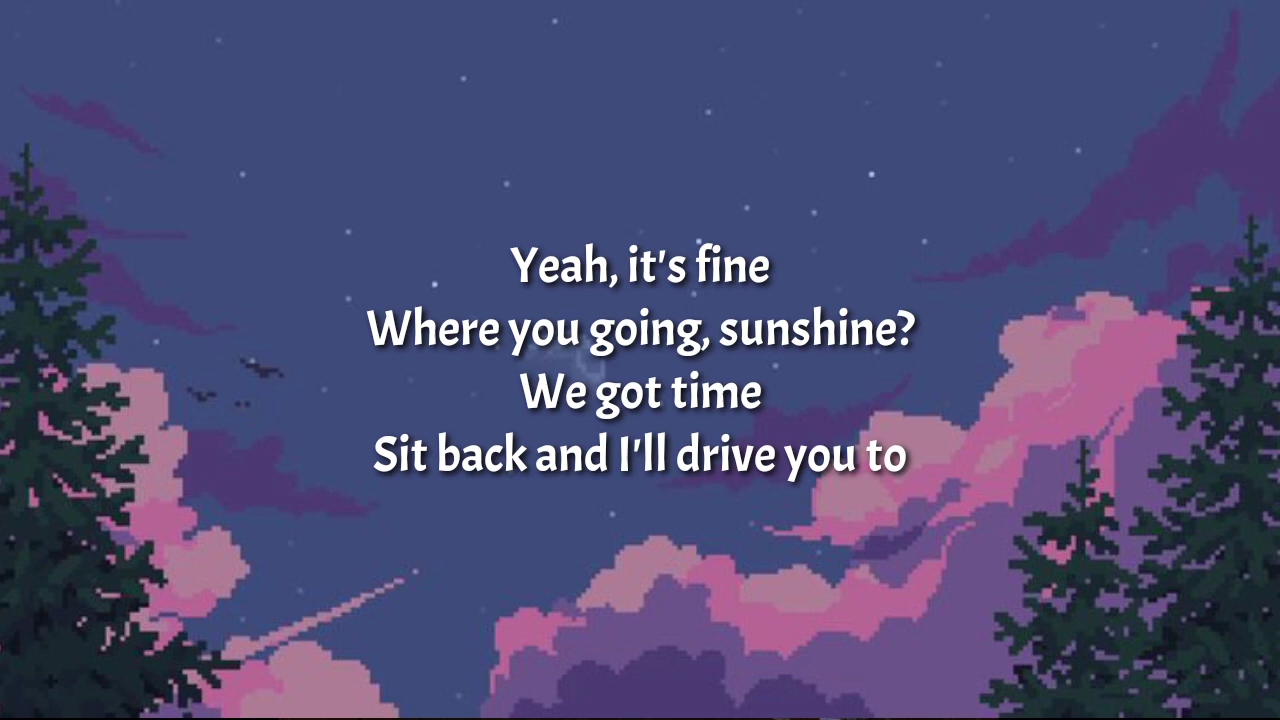 Yeah, it's fine
Where you going, sunshine?
We got time
Sit back and I'll drive you to